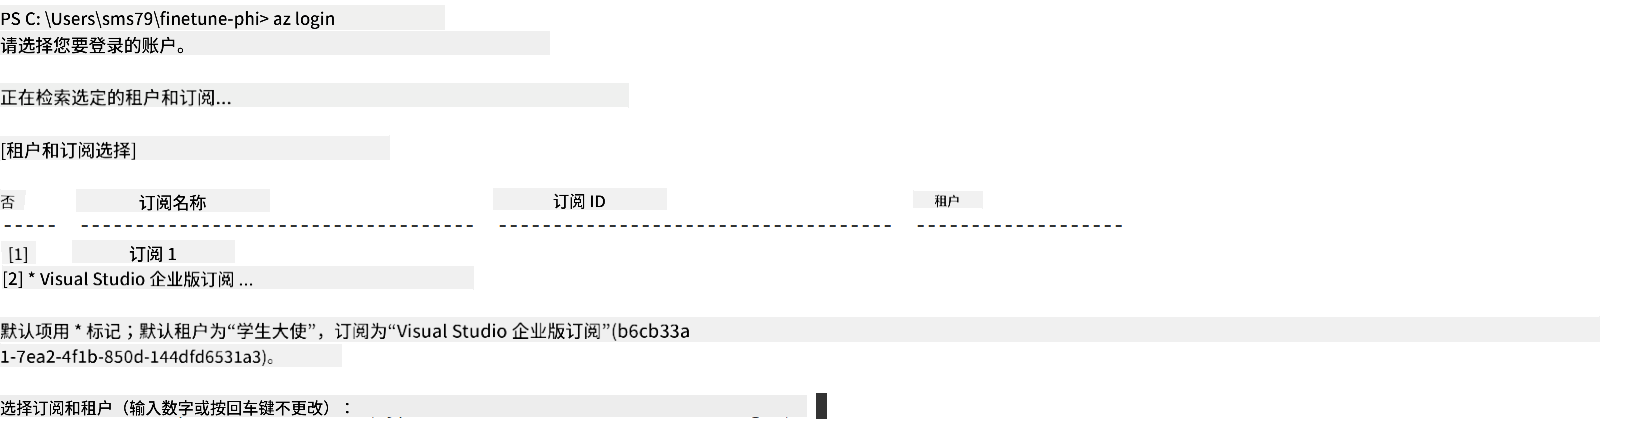 PS C: \Users\sms79\finetune-phi> az login
请选择您要登录的账户。
正在检索选定的租户和订阅...
[租户和订阅选择]
否 订阅名称 订阅 ID 租户
----- ---------------------------------- ---------------------------------- ------------------
[1] 订阅 1
[2] * Visual Studio 企业版订阅 ...
默认项用 * 标记；默认租户为“学生大使”，订阅为“Visual Studio 企业版订阅”(b6cb33a
1-7ea2-4f1b-850d-144dfd6531a3)。
选择订阅和租户（输入数字或按回车键不更改）：